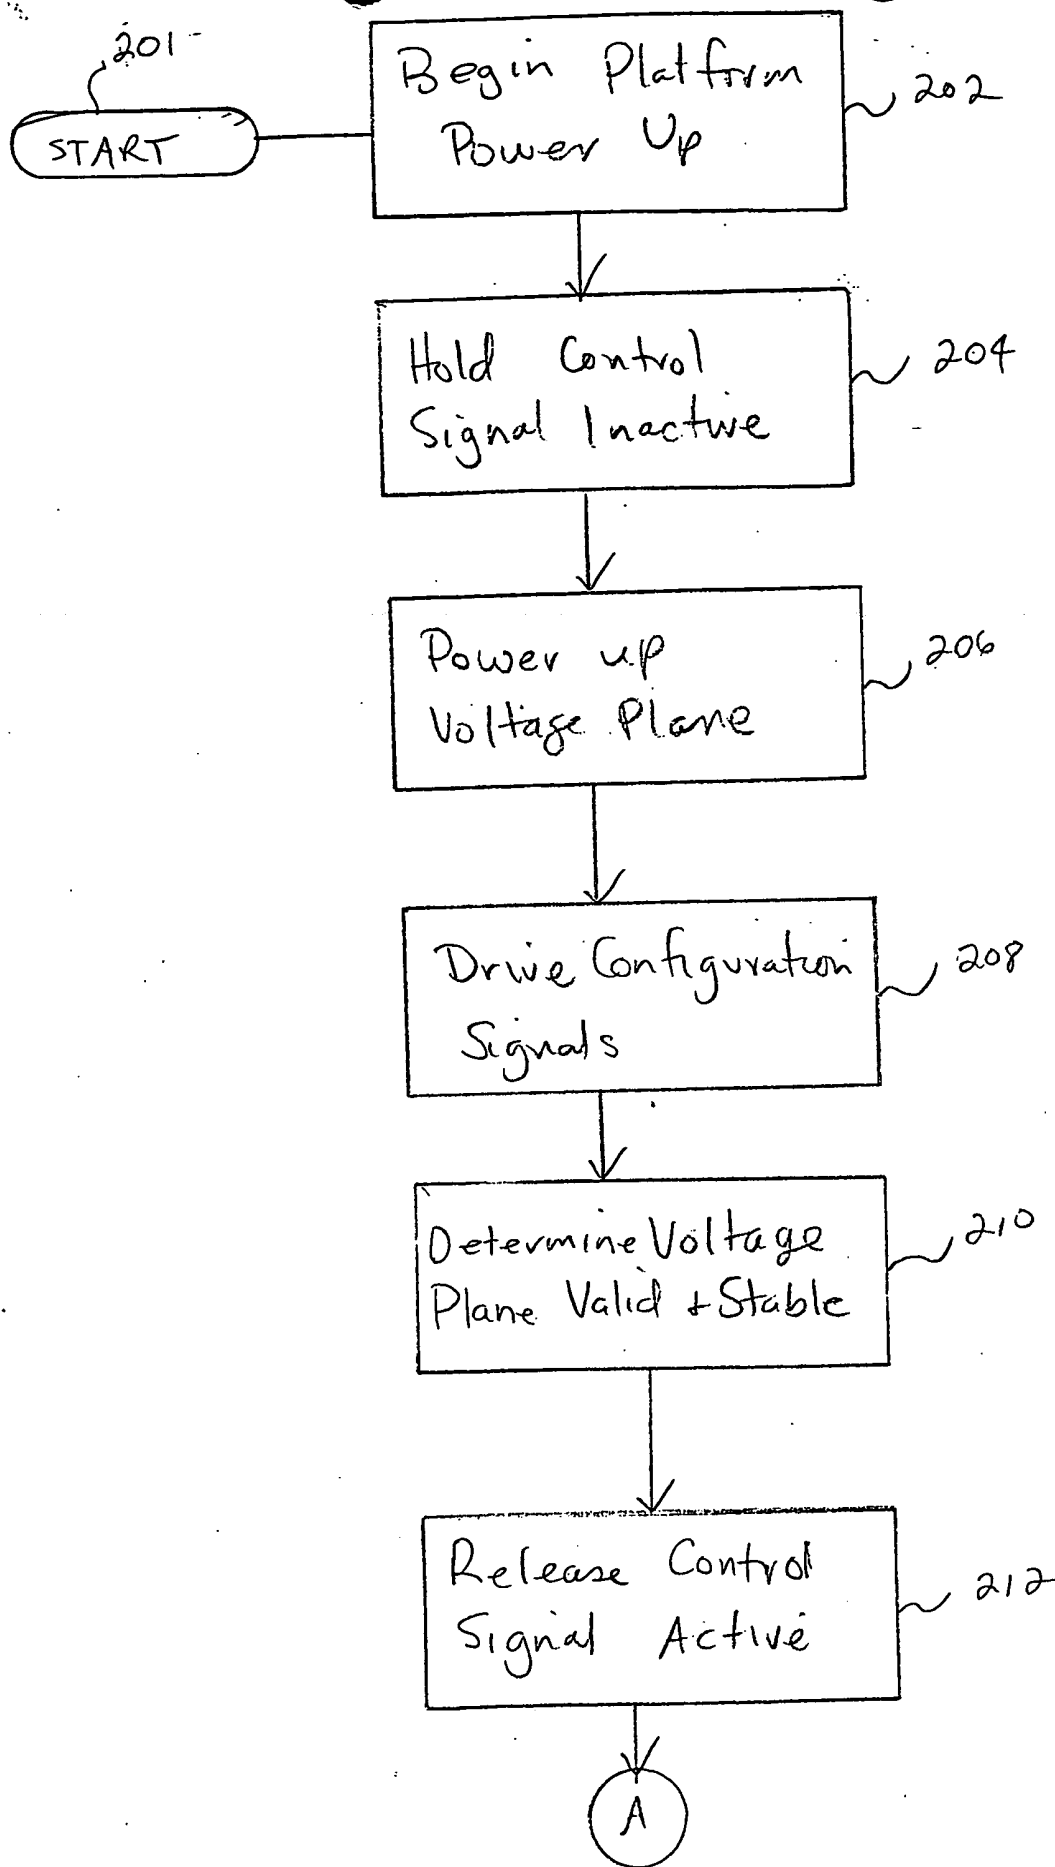 201
START
Begin Platform
Power Up
202
Hold Control
Signal Inactive
204
Power up
Voltage Plane
206
Drive Configuration
Signals
208
Determine Voltage
Plane Valid + Stable
210
Release Control
Signal Active
212
A